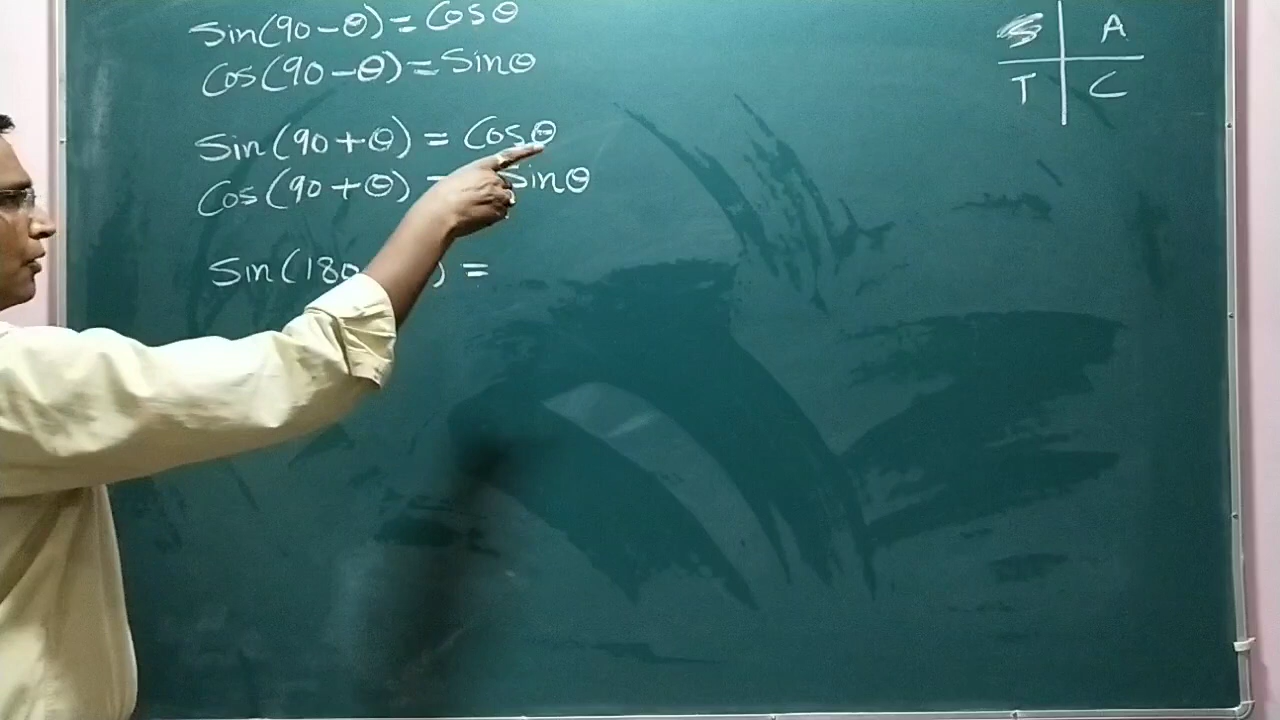 Sin(90-θ)= Cosθ
Cos(90-θ)=Sinθ
Sin(90+θ) = Cosθ
Cos(90+θ) = Sinθ
Sin(180 ) =
S A
T C